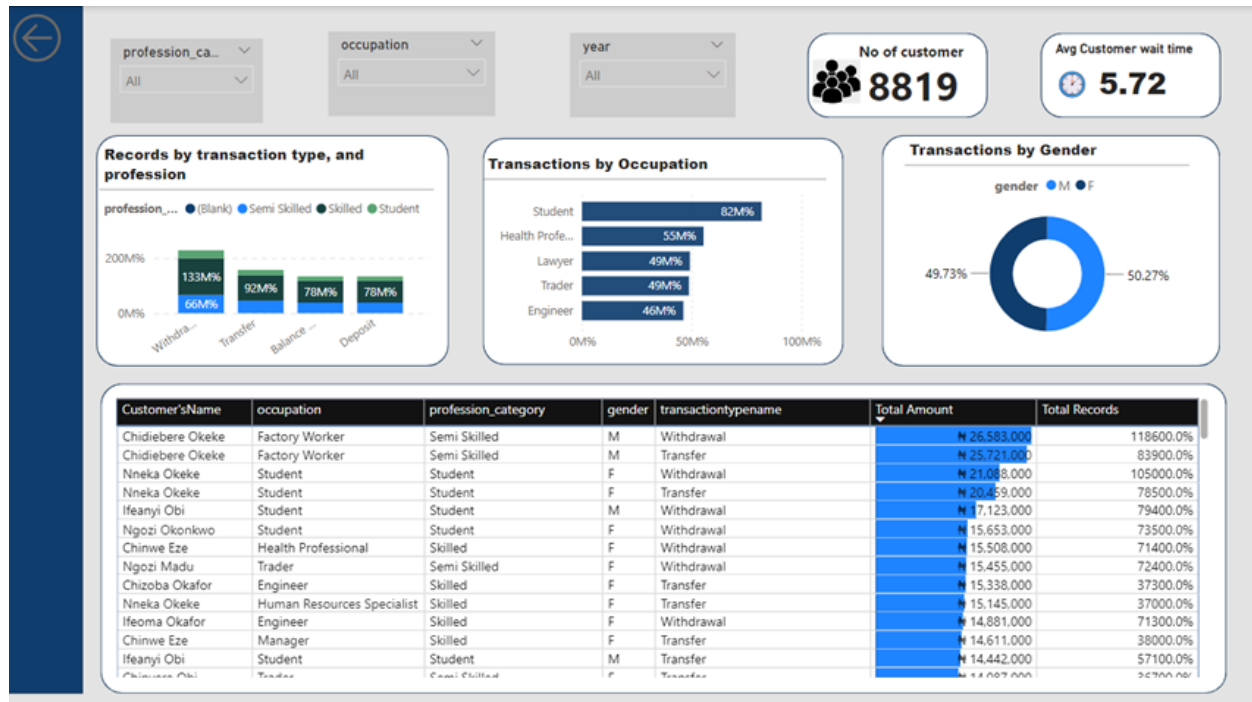 profession_ca...
All
occupation
All
year
All
No of customer
8819
Avg Customer wait time
5.72
Records by transaction type, and
profession
profession_... (Blank) Semi Skilled Skilled Student
200M%
0M%
133M%
66M%
92M%
78M%
78M%
Withdra...
Transfer
Balance ...
Deposit
Transactions by Occupation
Student 82M%
Health Profe... 55M%
Lawyer 49M%
Trader 49M%
Engineer 46M%
0M% 50M% 100M%
Transactions by Gender
gender M F
49.73%
50.27%
Customer'sName occupation profession_category gender transactiontypename Total Amount Total Records
Chidiebere Okeke Factory Worker Semi Skilled M Withdrawal ₦ 26,583,000 118600.0%
Chidiebere Okeke Factory Worker Semi Skilled M Transfer ₦ 25,721,000 83900.0%
Nneka Okeke Student Student F Withdrawal ₦ 21,088,000 105000.0%
Nneka Okeke Student Student F Transfer ₦ 20,459,000 78500.0%
Ifeanyi Obi Student Student M Withdrawal ₦ 17,123,000 79400.0%
Ngozi Okonkwo Student Student F Withdrawal ₦ 15,653,000 73500.0%
Chinwe Eze Health Professional Skilled F Withdrawal ₦ 15,508,000 71400.0%
Ngozi Madu Trader Semi Skilled F Withdrawal ₦ 15,455,000 72400.0%
Chizoba Okafor Engineer Skilled F Transfer ₦ 15,338,000 37300.0%
Nneka Okeke Human Resources Specialist Skilled F Transfer ₦ 15,145,000 37000.0%
Ifeoma Okafor Engineer Skilled F Withdrawal ₦ 14,881,000 71300.0%
Chinwe Eze Manager Skilled F Transfer ₦ 14,611,000 38000.0%
Ifeanyi Obi Student Student M Transfer ₦ 14,442,000 57100.0%
Trader Semi Skilled F Transfer